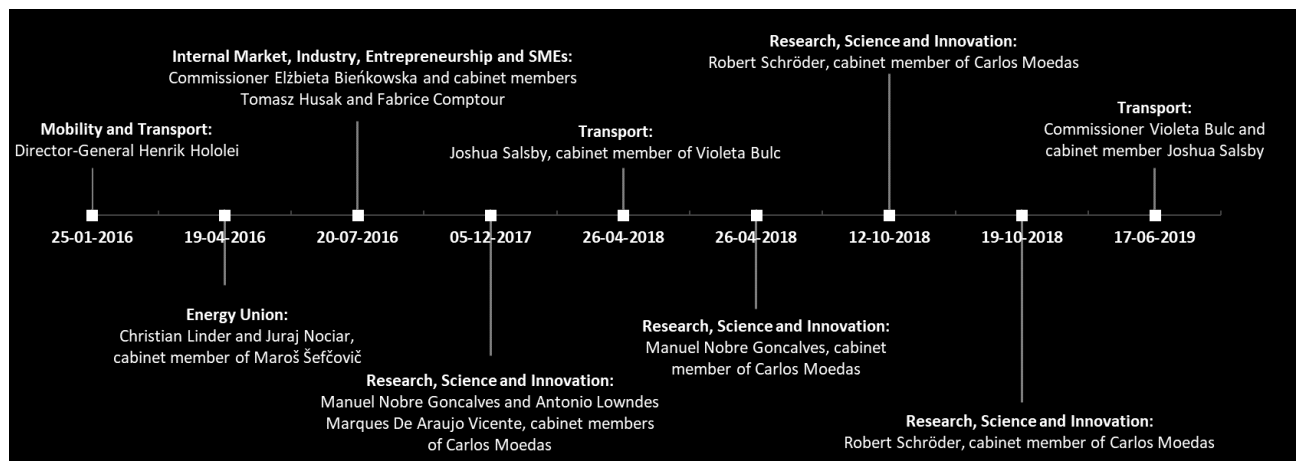 Mobility and Transport:
Director-General Henrik Hololei
Internal Market, Industry, Entrepreneurship and SMEs:
Commissioner Elżbieta Bieńkowska and cabinet members
Tomasz Husak and Fabrice Comptour
Transport:
Joshua Salsby, cabinet member of Violeta Bulc
Research, Science and Innovation:
Robert Schröder, cabinet member of Carlos Moedas
Transport:
Commissioner Violeta Bulc and
cabinet member Joshua Salsby
25-01-2016 19-04-2016 20-07-2016 05-12-2017 26-04-2018 26-04-2018 12-10-2018 19-10-2018 17-06-2019
Energy Union:
Christian Linder and Juraj Nociar,
cabinet member of Maroš Šefčovič
Research, Science and Innovation:
Manuel Nobre Goncalves and Antonio Lowndes
Marques De Araujo Vicente, cabinet members
of Carlos Moedas
Research, Science and Innovation:
Manuel Nobre Goncalves, cabinet
member of Carlos Moedas
Research, Science and Innovation:
Robert Schröder, cabinet member of Carlos Moedas